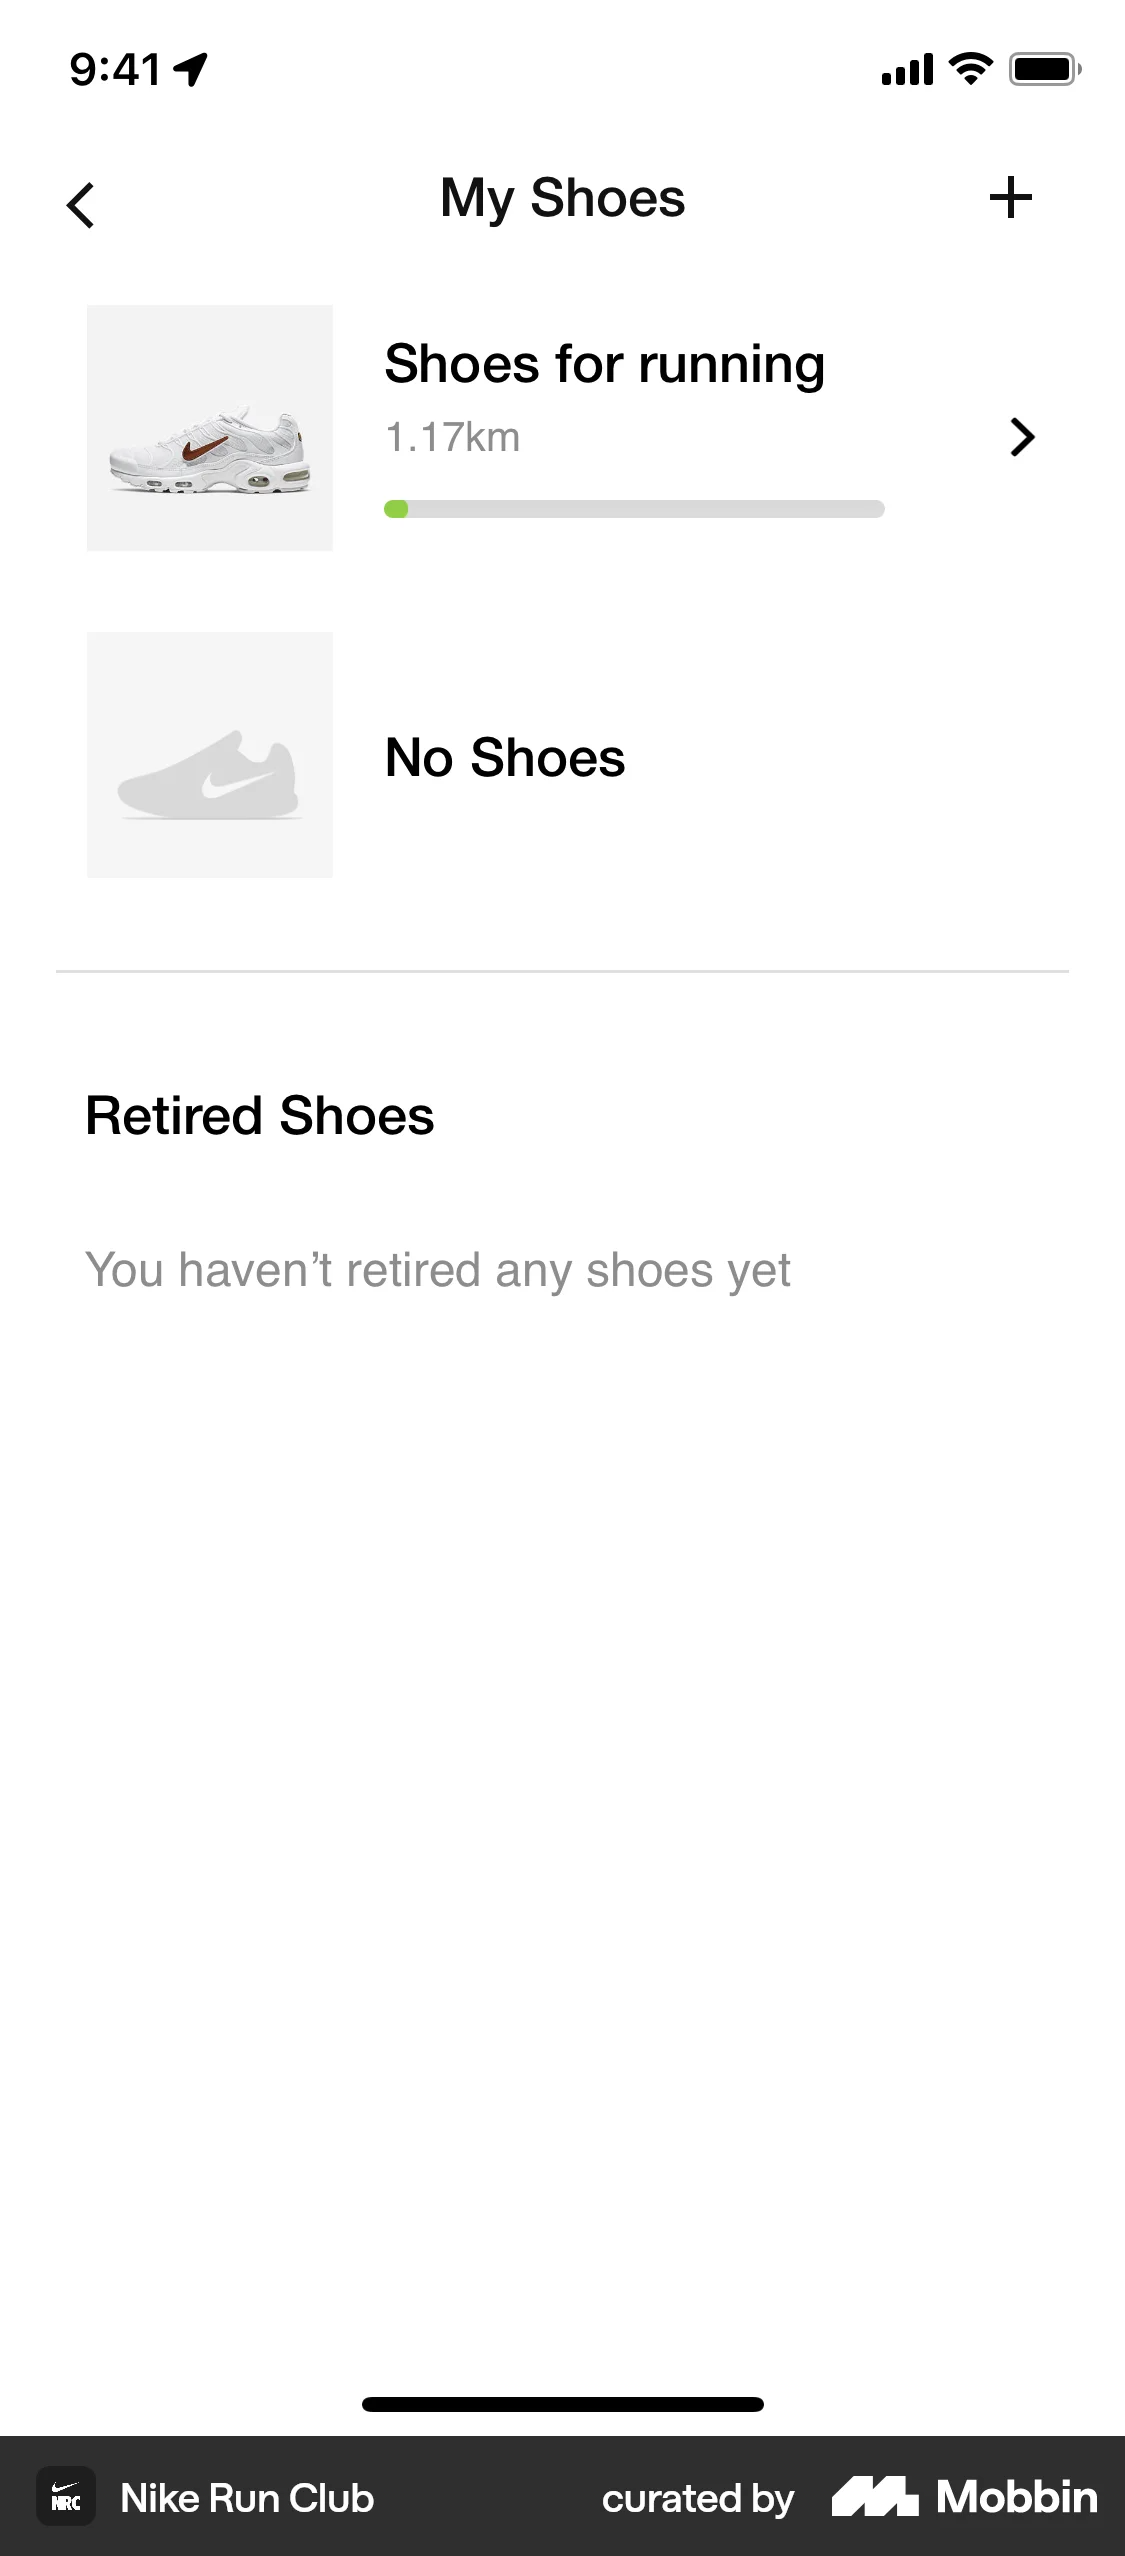 9:41
My Shoes
Shoes for running
1.17km
No Shoes
Retired Shoes
You haven’t retired any shoes yet
NRC
Nike Run Club
curated by
Mobbin